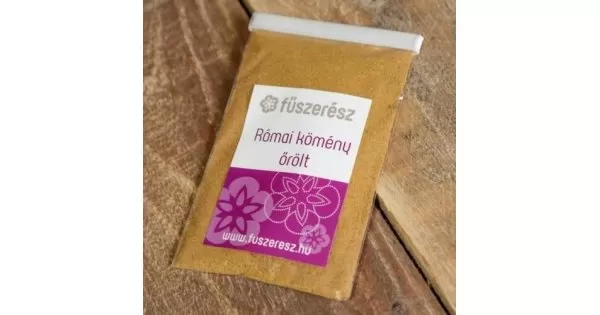 fűszerész
Római kömény
őrölt
www.fuszeresz.hu